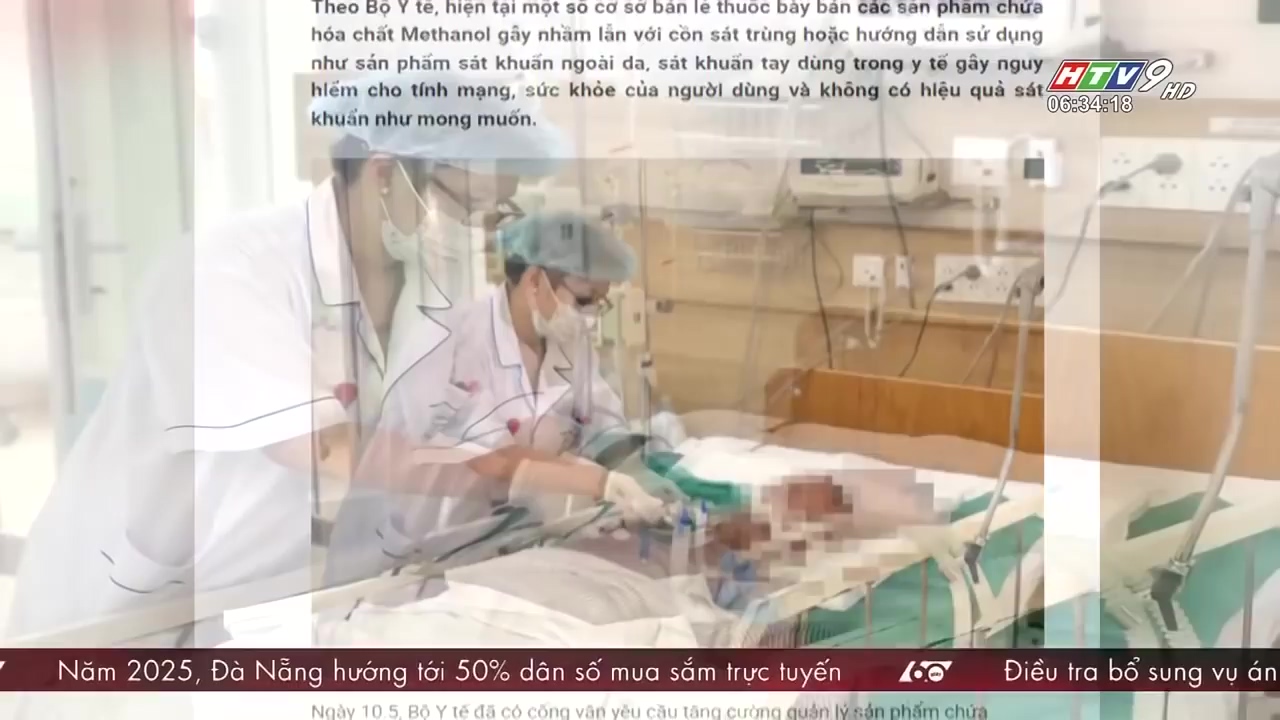 Theo Bộ Y tế, hiện tại một số cơ sở bán lẻ thuốc bày bán các sản phẩm chứa
hóa chất Methanol gây nhầm lẫn với cồn sát trùng hoặc hướng dẫn sử dụng
như sản phẩm sát khuẩn ngoài da, sát khuẩn tay dùng trong y tế gây nguy
hiểm cho tính mạng, sức khỏe của người dùng và không có hiệu quả sát
khuẩn như mong muốn.
HTV9 HD
06:34:18
Năm 2025, Đà Nẵng hướng tới 50% dân số mua sắm trực tuyến
60 giây
Điều tra bổ sung vụ án
Ngày 10.5, Bộ Y tế đã có công văn yêu cầu tăng cường quản lý sản phẩm chứa